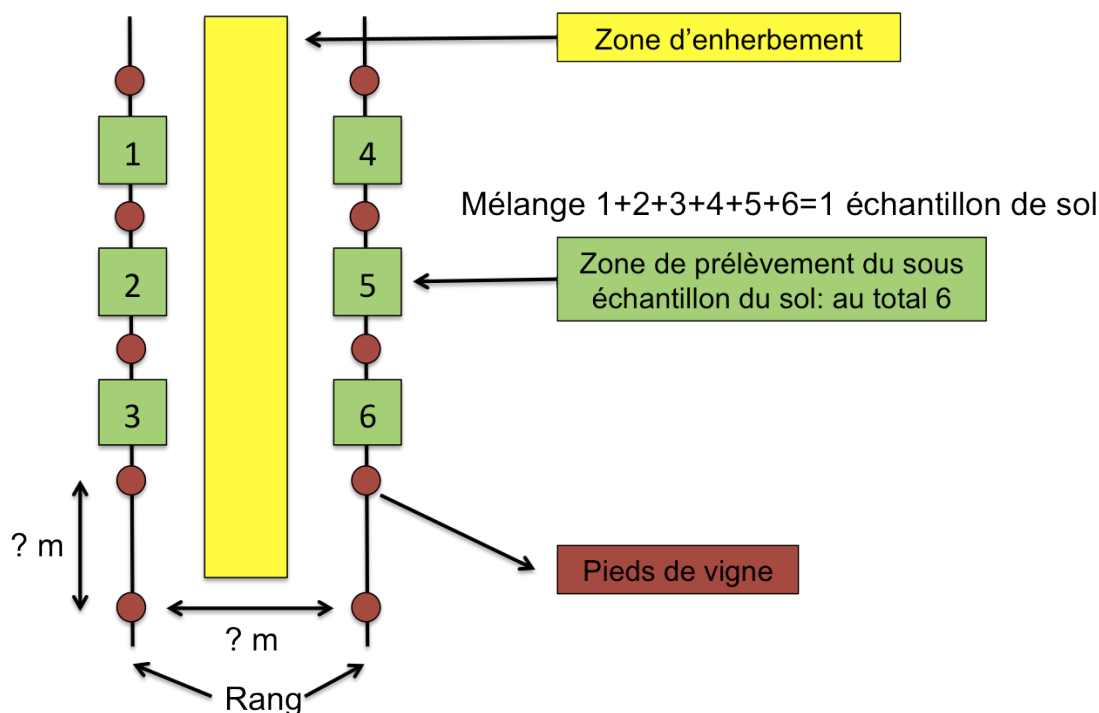 Zone d'enherbement
1
4
Mélange 1+2+3+4+5+6=1 échantillon de sol
2
5
Zone de prélèvement du sous
échantillon du sol: au total 6
3
6
? m
Pieds de vigne
? m
Rang